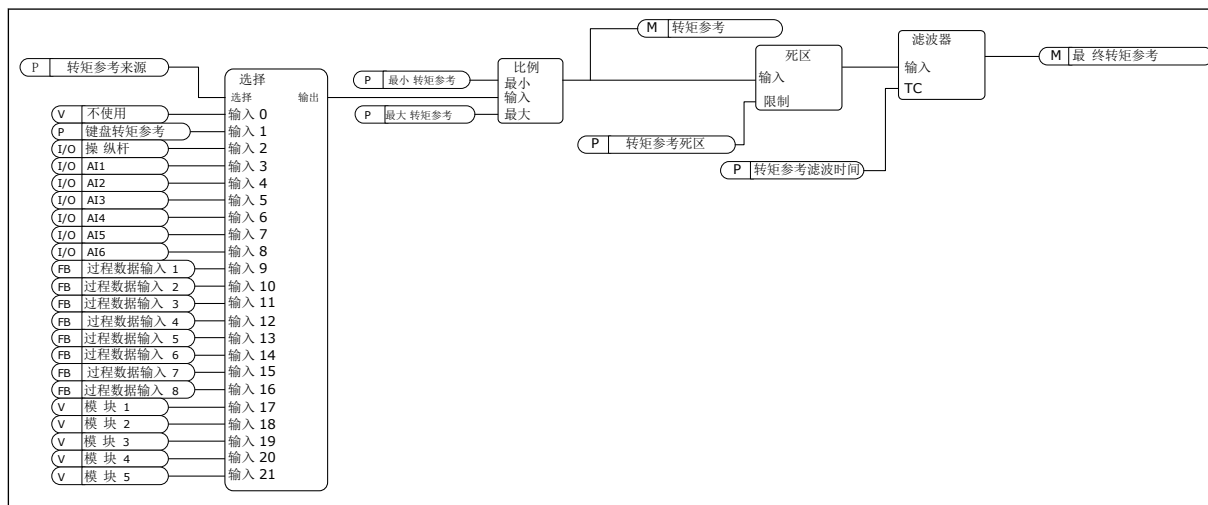 M 转矩参考
P 转矩参考来源
选择
选择 输出
V 不使用 输入 0
P 键盘转矩参考 输入 1
I/O 操 纵杆 输入 2
I/O AI1 输入 3
I/O AI2 输入 4
I/O AI3 输入 5
I/O AI4 输入 6
I/O AI5 输入 7
I/O AI6 输入 8
FB 过程数据输入 1 输入 9
FB 过程数据输入 2 输入 10
FB 过程数据输入 3 输入 11
FB 过程数据输入 4 输入 12
FB 过程数据输入 5 输入 13
FB 过程数据输入 6 输入 14
FB 过程数据输入 7 输入 15
FB 过程数据输入 8 输入 16
V 模 块 1 输入 17
V 模 块 2 输入 18
V 模 块 3 输入 19
V 模 块 4 输入 20
V 模 块 5 输入 21
P 最小 转矩参考
P 最大 转矩参考
比例
最小
输入
最大
死区
输入
限制
P 转矩参考死区
滤波器
输入
TC
P 转矩参考滤波时间
M 最 终转矩参考